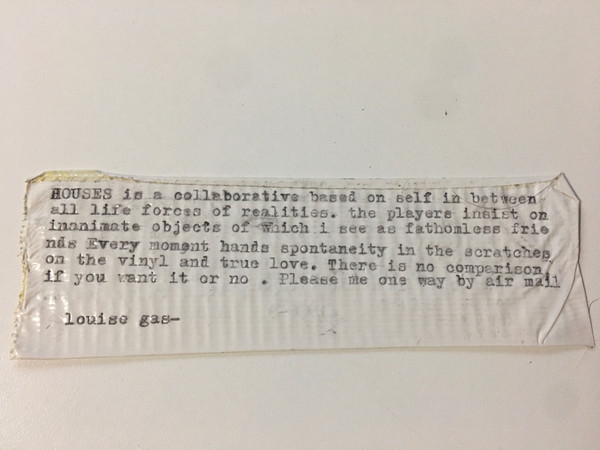 HOUSES is a collaborative based on self in between
all life forces of realities. the players insist on
inanimate objects of which i see as fathomless frie
nds Every moment hands spontaneity in the scratches
on the vinyl and true love. There is no comparison
if you want it or no . Please me one way by air mail
louise gas-